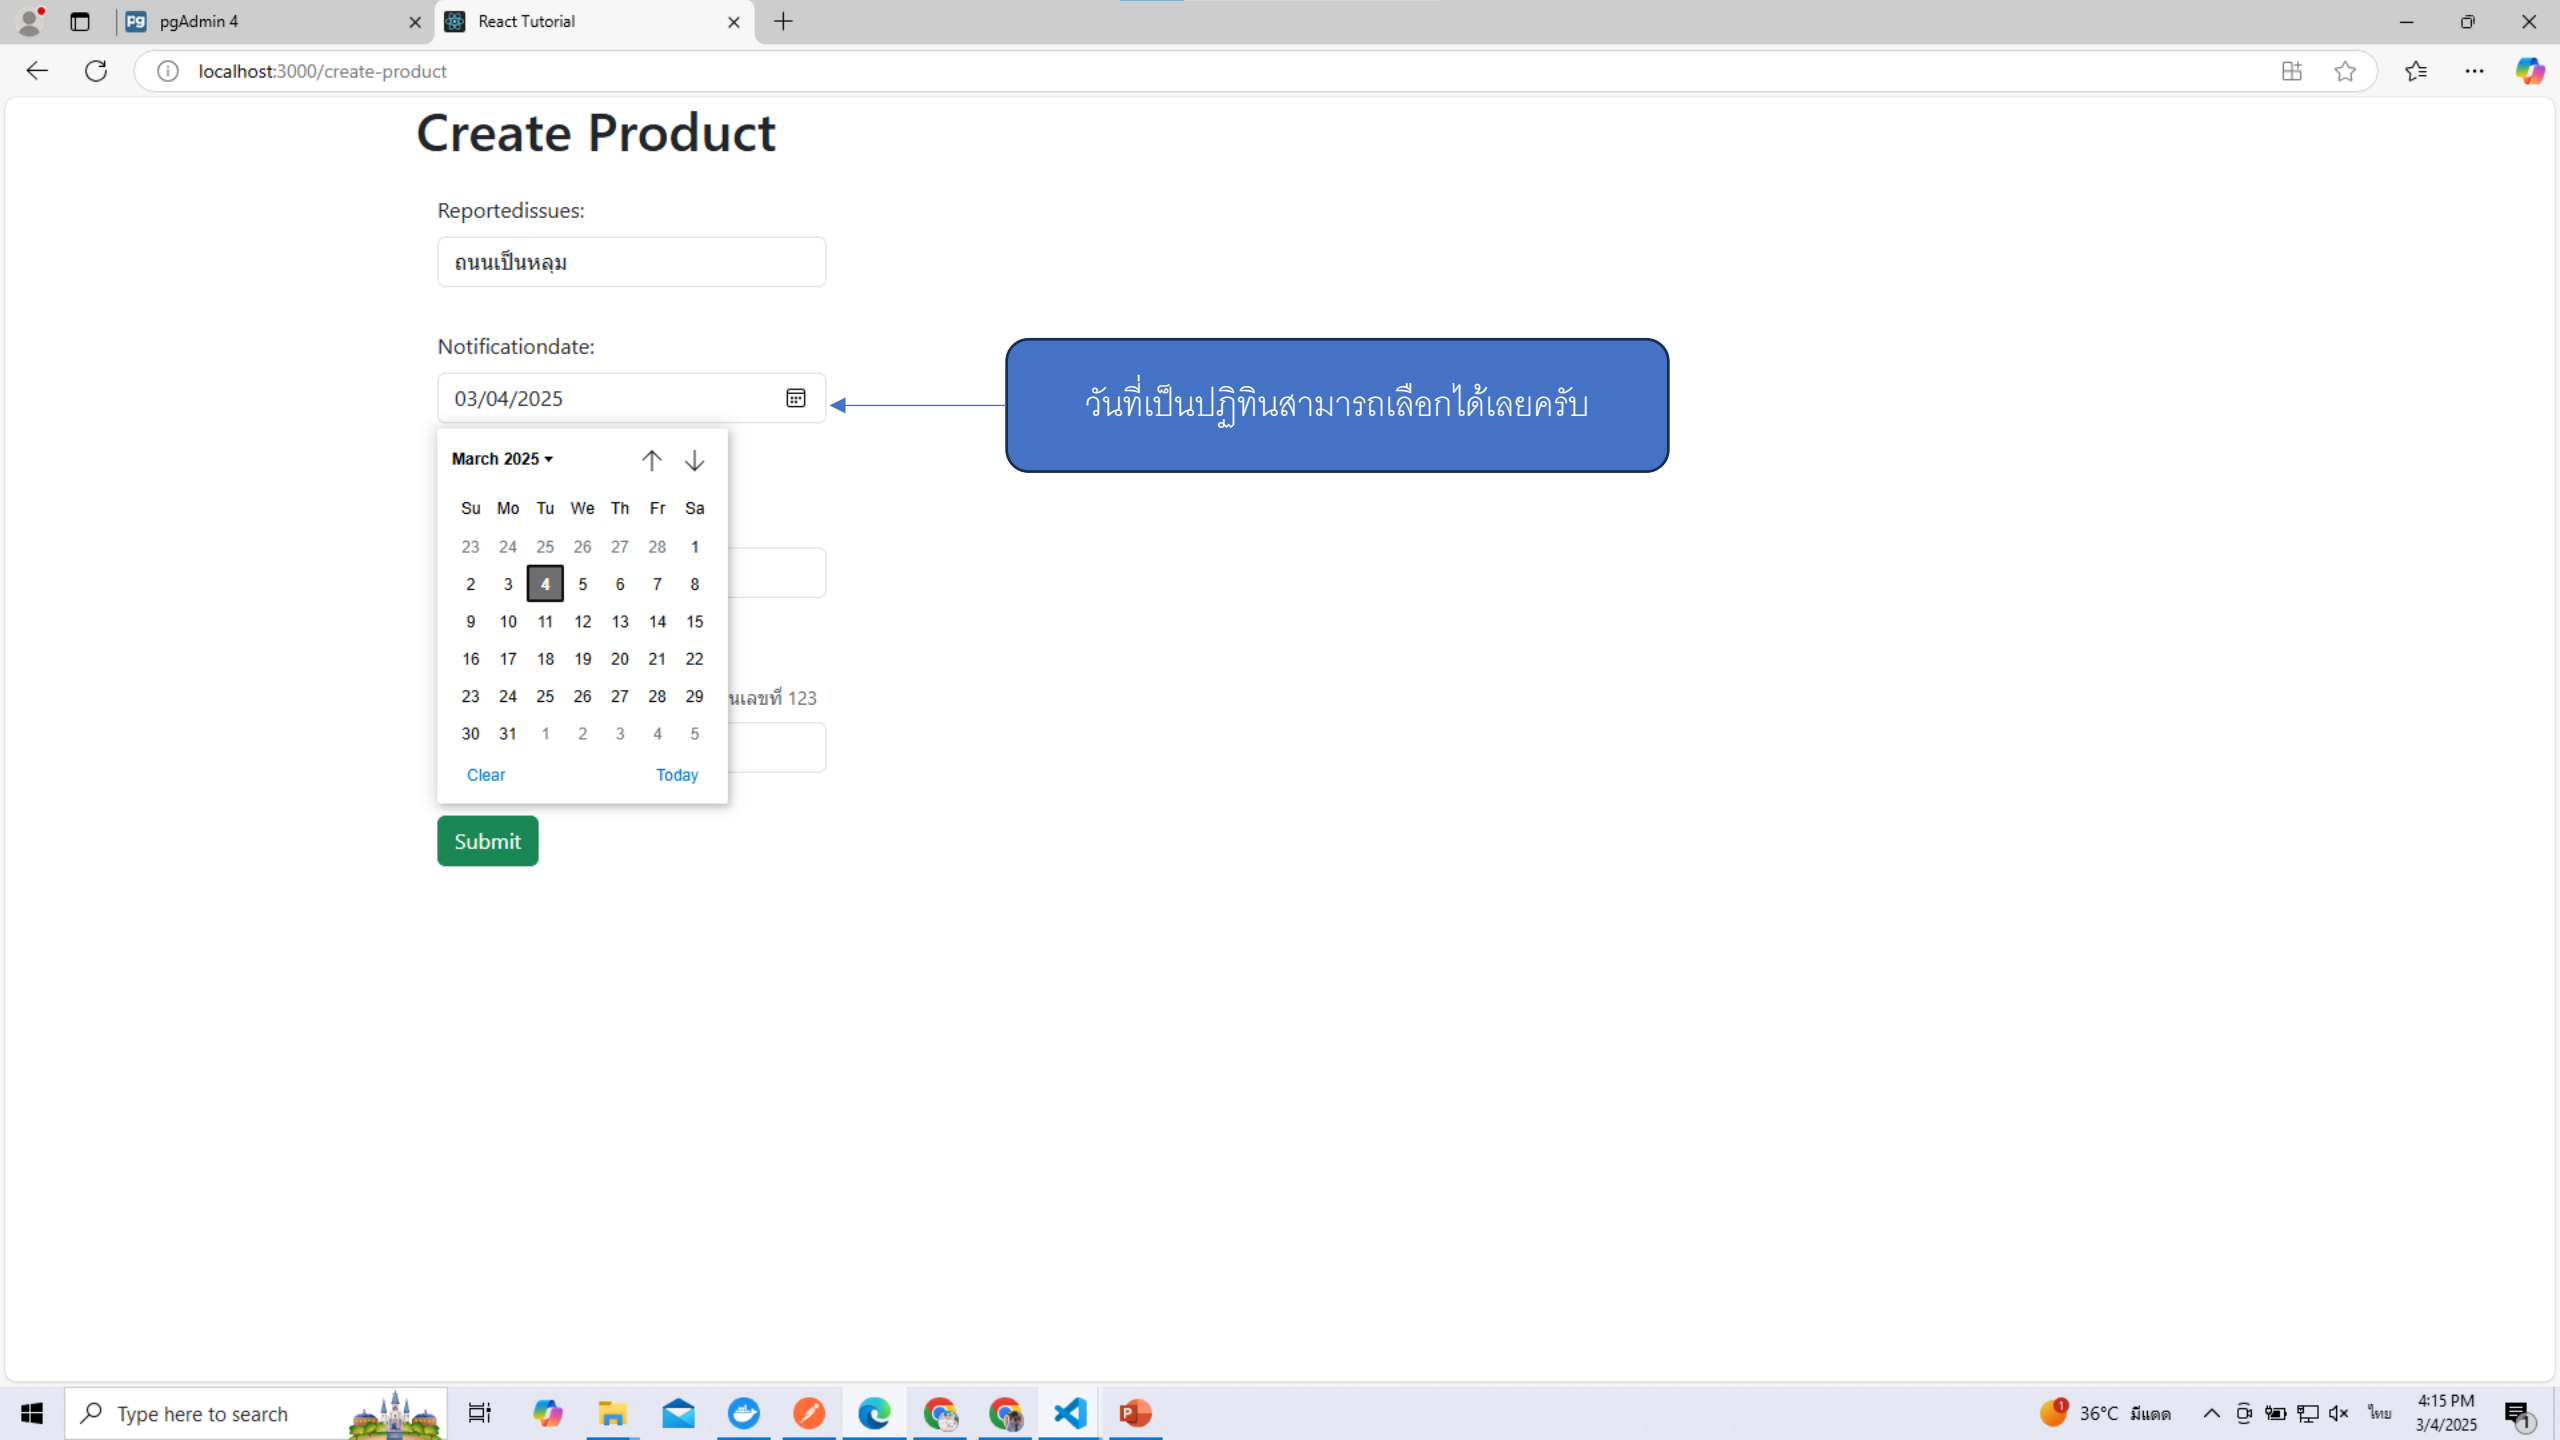 pgAdmin 4
React Tutorial
localhost:3000/create-product
Create Product
Reportedissues:
ถนนเป็นหลุม
Notificationdate:
03/04/2025
วันที่เป็นปฏิทินสามารถเลือกได้เลยครับ
March 2025
Su Mo Tu We Th Fr Sa
23 24 25 26 27 28 1
2 3 4 5 6 7 8
9 10 11 12 13 14 15
16 17 18 19 20 21 22
23 24 25 26 27 28 29
นเลขที่ 123
30 31 1 2 3 4 5
Clear Today
Submit
Type here to search
36°C มีแดด
ไทย
4:15 PM
3/4/2025